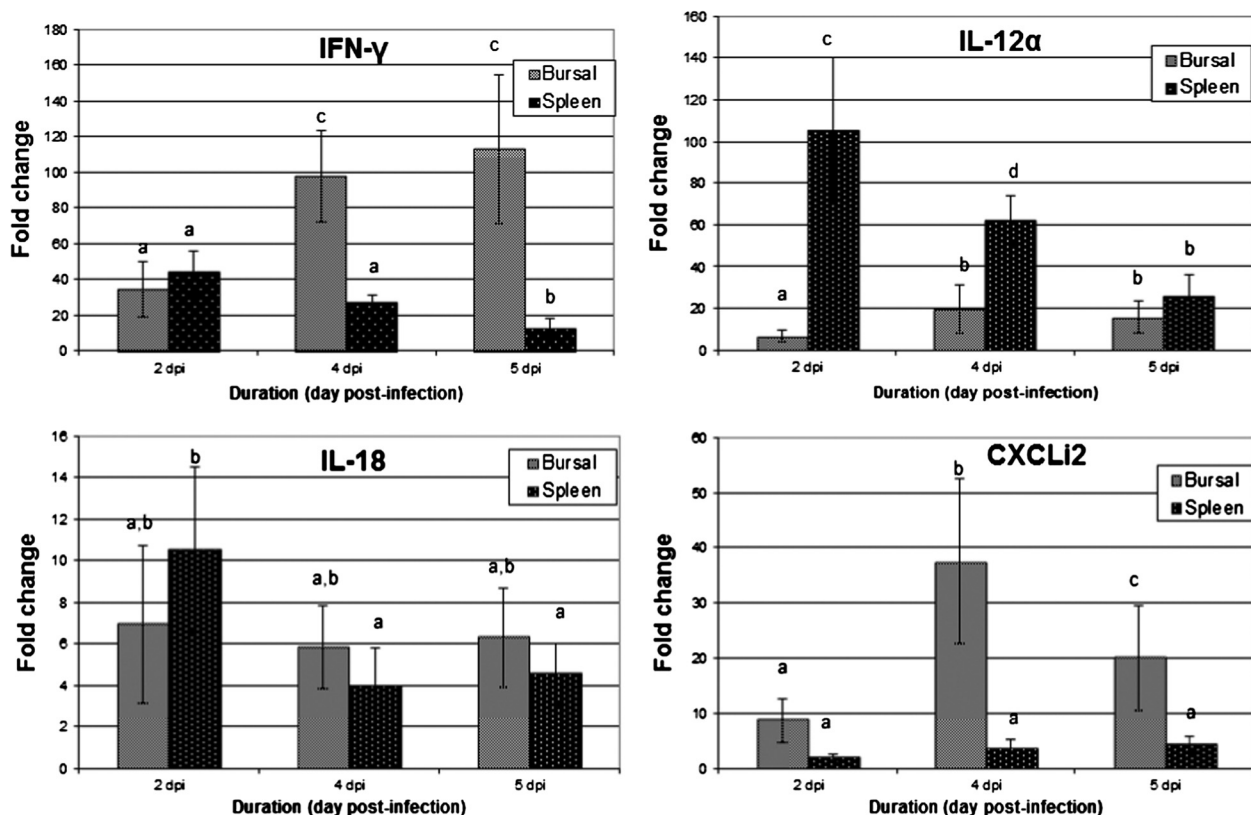 IFN-γ
Fold change
180
160
140
120
100
80
60
40
20
0
Bursal
Spleen
a
a
c
a
c
b
2 dpi
4 dpi
5 dpi
Duration (day post-infection)
IL-12α
Fold change
160
140
120
100
80
60
40
20
0
Bursal
Spleen
a
c
b
d
b
b
2 dpi
4 dpi
5 dpi
Duration (day post-infection)
IL-18
Fold change
16
14
12
10
8
6
4
2
0
Bursal
Spleen
a,b
b
a,b
a
a,b
a
2 dpi
4 dpi
5 dpi
Duration (day post-infection)
CXCLi2
Fold change
60
50
40
30
20
10
0
Bursal
Spleen
a
a
b
a
c
a
2 dpi
4 dpi
5 dpi
Duration (day post-infection)